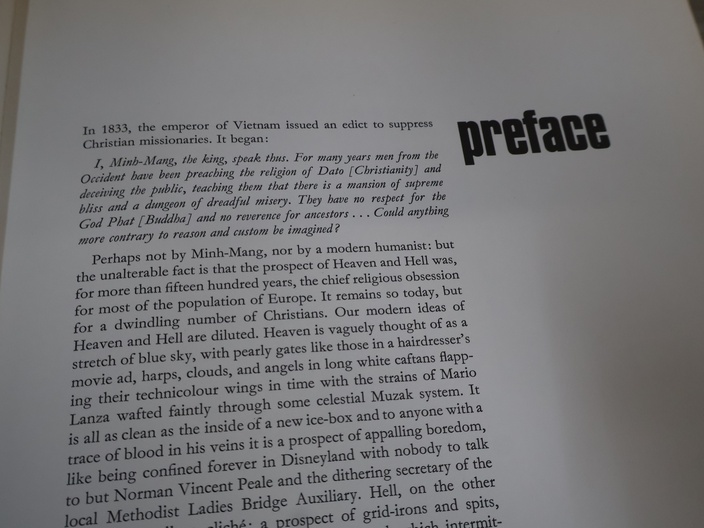 preface
In 1833, the emperor of Vietnam issued an edict to suppress
Christian missionaries. It began:
I, Minh-Mang, the king, speak thus. For many years men from the
Occident have been preaching the religion of Dato [Christianity] and
deceiving the public, teaching them that there is a mansion of supreme
bliss and a dungeon of dreadful misery. They have no respect for the
God Phat [Buddha] and no reverence for ancestors . . . Could anything
more contrary to reason and custom be imagined?
Perhaps not by Minh-Mang, nor by a modern humanist: but
the unalterable fact is that the prospect of Heaven and Hell was,
for more than fifteen hundred years, the chief religious obsession
for most of the population of Europe. It remains so today, but
for a dwindling number of Christians. Our modern ideas of
Heaven and Hell are diluted. Heaven is vaguely thought of as a
stretch of blue sky, with pearly gates like those in a hairdresser's
movie ad, harps, clouds, and angels in long white caftans flapp-
ing their technicolour wings in time with the strains of Mario
Lanza wafted faintly through some celestial Muzak system. It
is all as clean as the inside of a new ice-box and to anyone with a
trace of blood in his veins it is a prospect of appalling boredom,
like being confined forever in Disneyland with nobody to talk
to but Norman Vincent Peale and the dithering secretary of the
local Methodist Ladies Bridge Auxiliary. Hell, on the other
cliché: a prospect of grid-irons and spits,
which intermit-